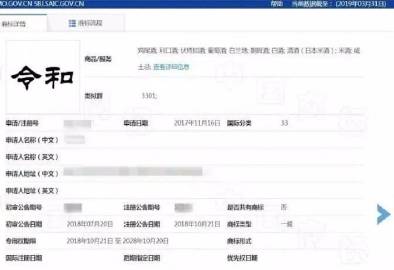 MO.GOV.CN SBJ.SAIC.GOV.CN
帮助 当前数据截至：（2019年03月31日）
商标详情 商标流程
令和
商品/服务
鸡尾酒; 利口酒; 伏特加酒; 葡萄酒; 白兰地; 朝鲜酒; 白酒; 清酒（日本米酒）; 米酒; 威
士忌; 查看详细信息
类似群
3301;
申请/注册号 申请日期 2017年11月16日 国际分类 33
申请人名称（中文）
申请人名称（英文）
申请人地址（中文）
申请人地址（英文）
初审公告期号 注册公告期号 是否共有商标 否
初审公告日期 2018年07月20日 注册公告日期 2018年10月21日 商标类型 一般
专用权期限 2018年10月21日 至 2028年10月20日 商标形式
国际注册日期 后期指定日期 优先权日期